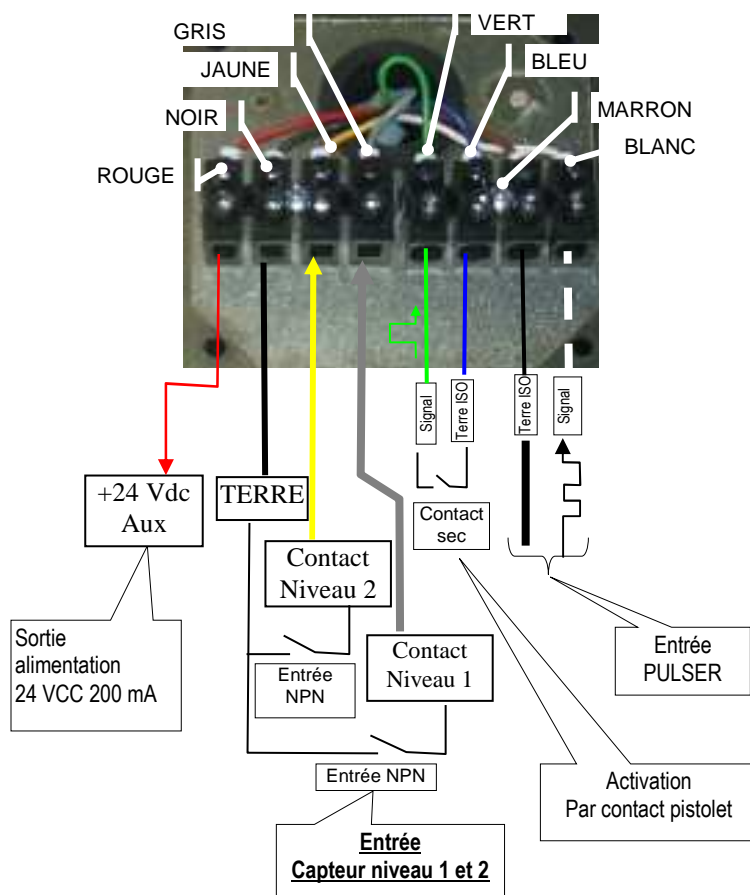 GRIS
VERT
JAUNE
BLEU
NOIR
MARRON
ROUGE
BLANC
Signal
Terre ISO
Terre ISO
Signal
+24 Vdc
Aux
TERRE
Contact
sec
Contact
Niveau 2
Sortie
alimentation
24 VCC 200 mA
Entrée
NPN
Contact
Niveau 1
Entrée
PULSER
Entrée NPN
Activation
Par contact pistolet
Entrée
Capteur niveau 1 et 2